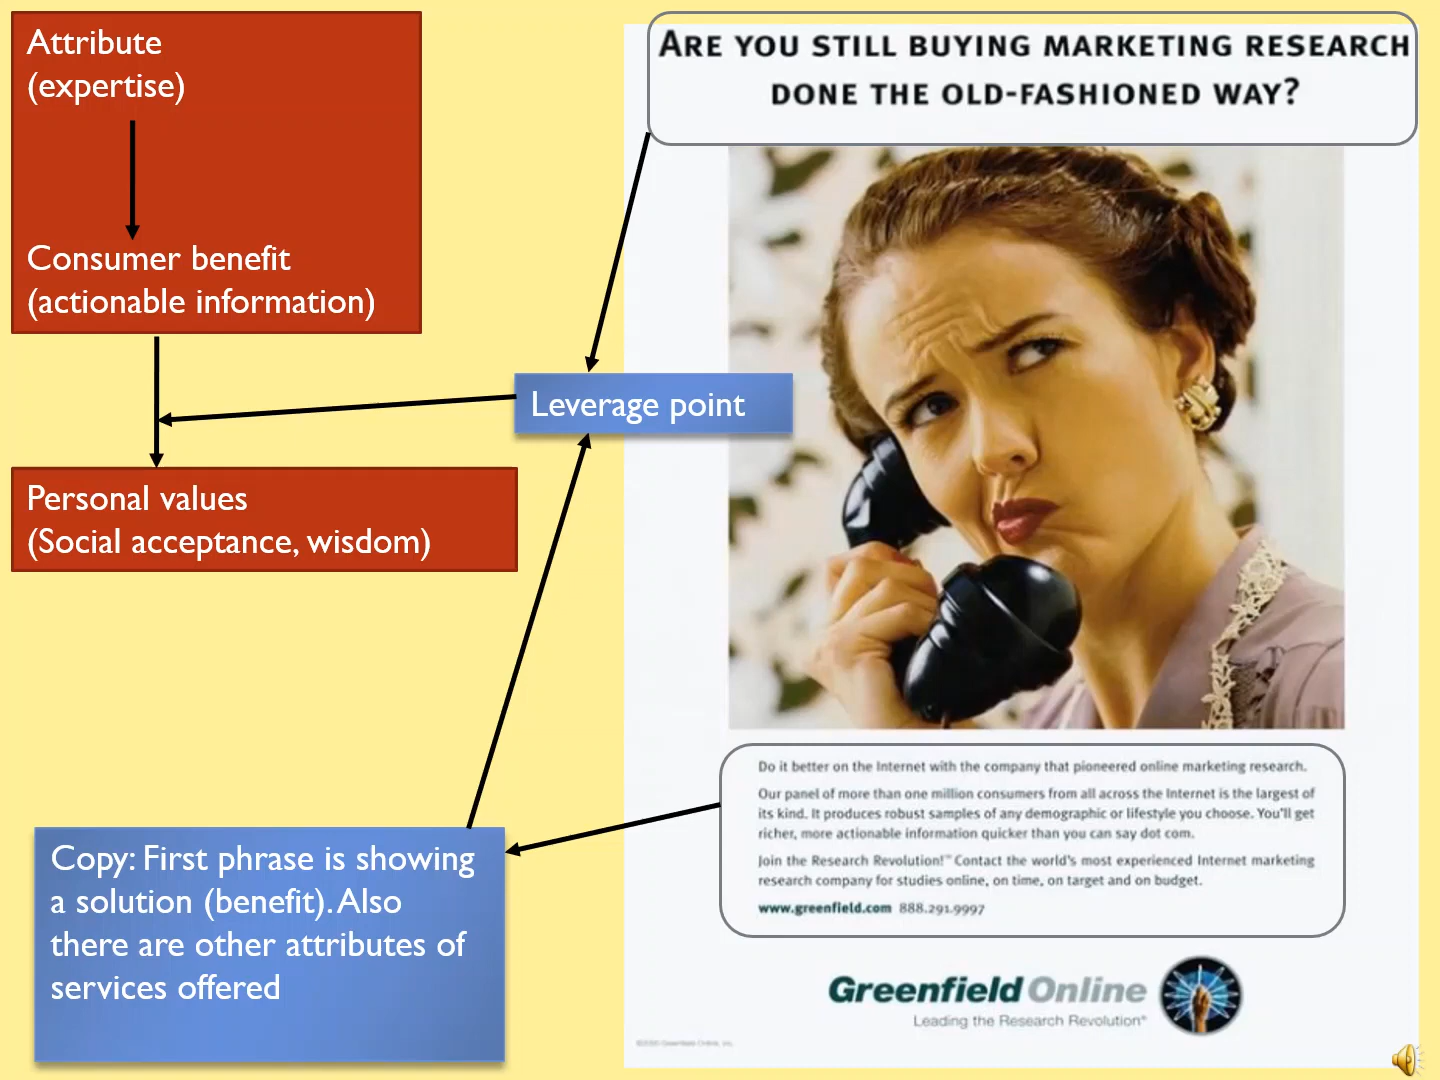 Attribute
(expertise)
Consumer benefit
(actionable information)
Personal values
(Social acceptance, wisdom)
Leverage point
Copy: First phrase is showing
a solution (benefit). Also
there are other attributes of
services offered
ARE YOU STILL BUYING MARKETING RESEARCH
DONE THE OLD-FASHIONED WAY?
Do it better on the Internet with the company that pioneered online marketing research.
Our panel of more than one million consumers from all across the Internet is the largest of
its kind. It produces robust samples of any demographic or lifestyle you choose. You'll get
richer, more actionable information quicker than you can say dot com.
Join the Research Revolution!™ Contact the world's most experienced Internet marketing
research company for studies online, on time, on target and on budget.
www.greenfield.com 888.291.9997
Greenfield Online
Leading the Research Revolution®
Greenfield Online, Inc.